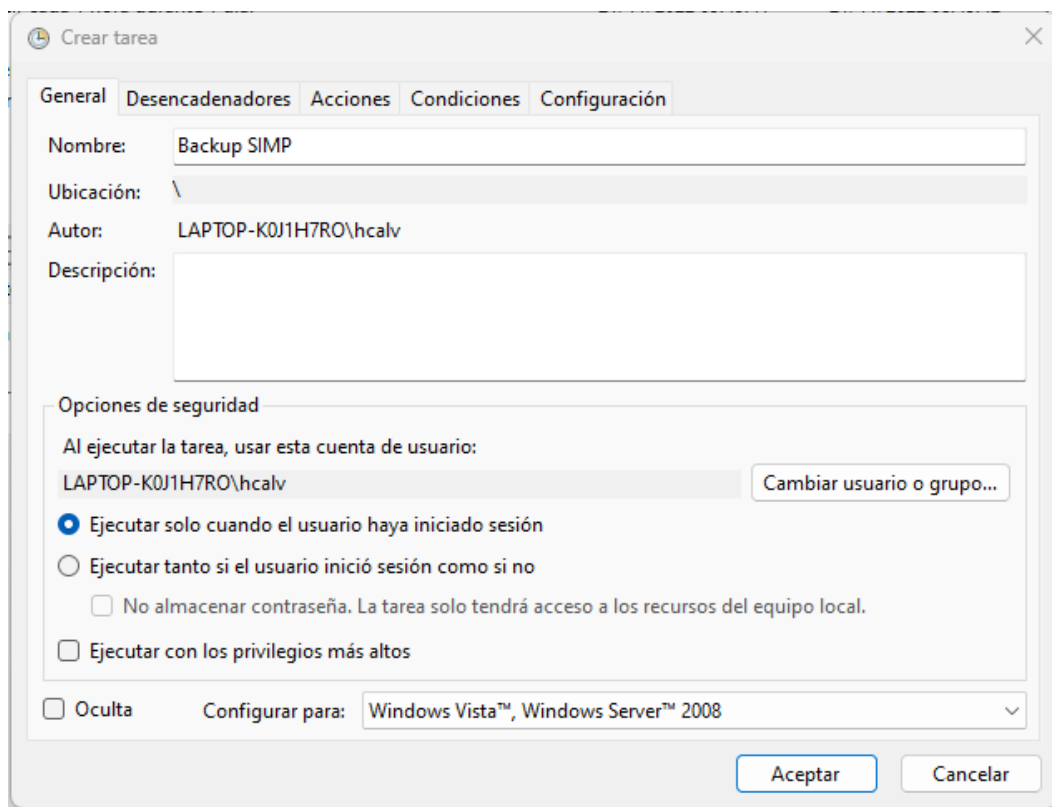 Crear tarea
General Desencadenadores Acciones Condiciones Configuración
Nombre: Backup SIMP
Ubicación: \
Autor: LAPTOP-K0J1H7RO\hcalv
Descripción:
Opciones de seguridad
Al ejecutar la tarea, usar esta cuenta de usuario:
LAPTOP-K0J1H7RO\hcalv Cambiar usuario o grupo...
Ejecutar solo cuando el usuario haya iniciado sesión
Ejecutar tanto si el usuario inició sesión como si no
No almacenar contraseña. La tarea solo tendrá acceso a los recursos del equipo local.
Ejecutar con los privilegios más altos
Oculta Configurar para: Windows Vista™, Windows Server™ 2008
Aceptar Cancelar